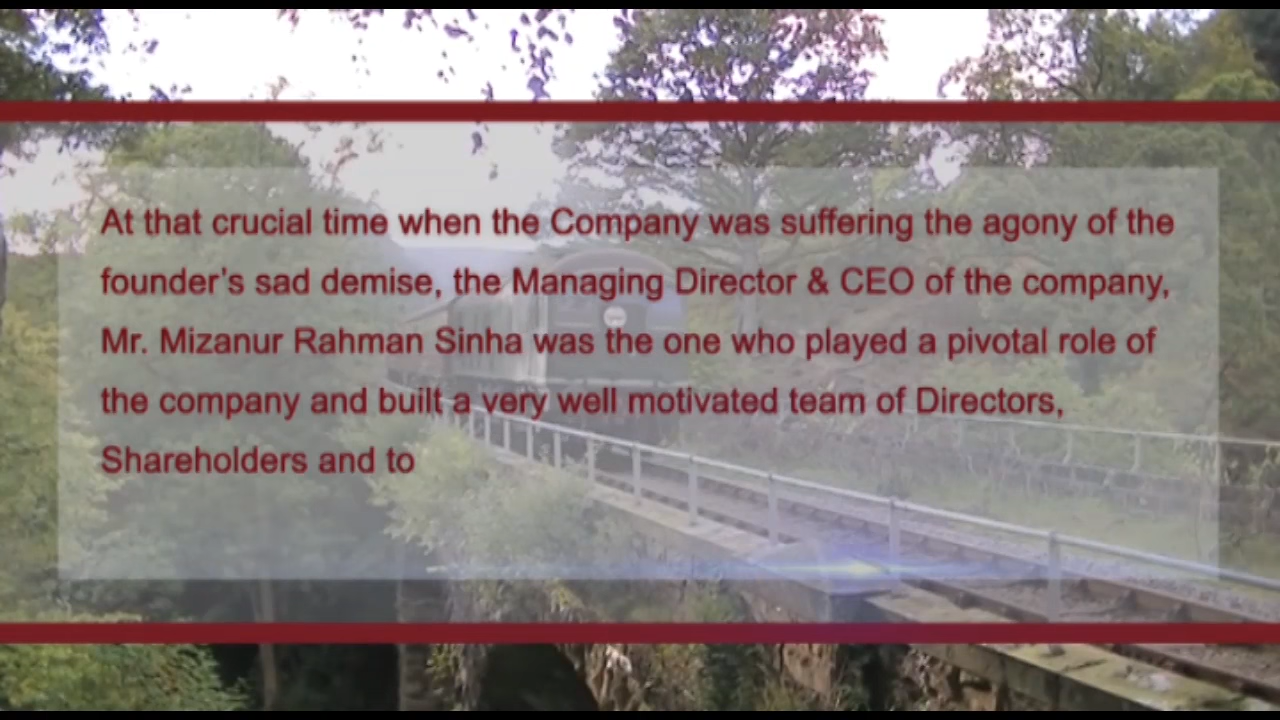 At that crucial time when the Company was suffering the agony of the
founder’s sad demise, the Managing Director & CEO of the company,
Mr. Mizanur Rahman Sinha was the one who played a pivotal role of
the company and built a very well motivated team of Directors,
Shareholders and to